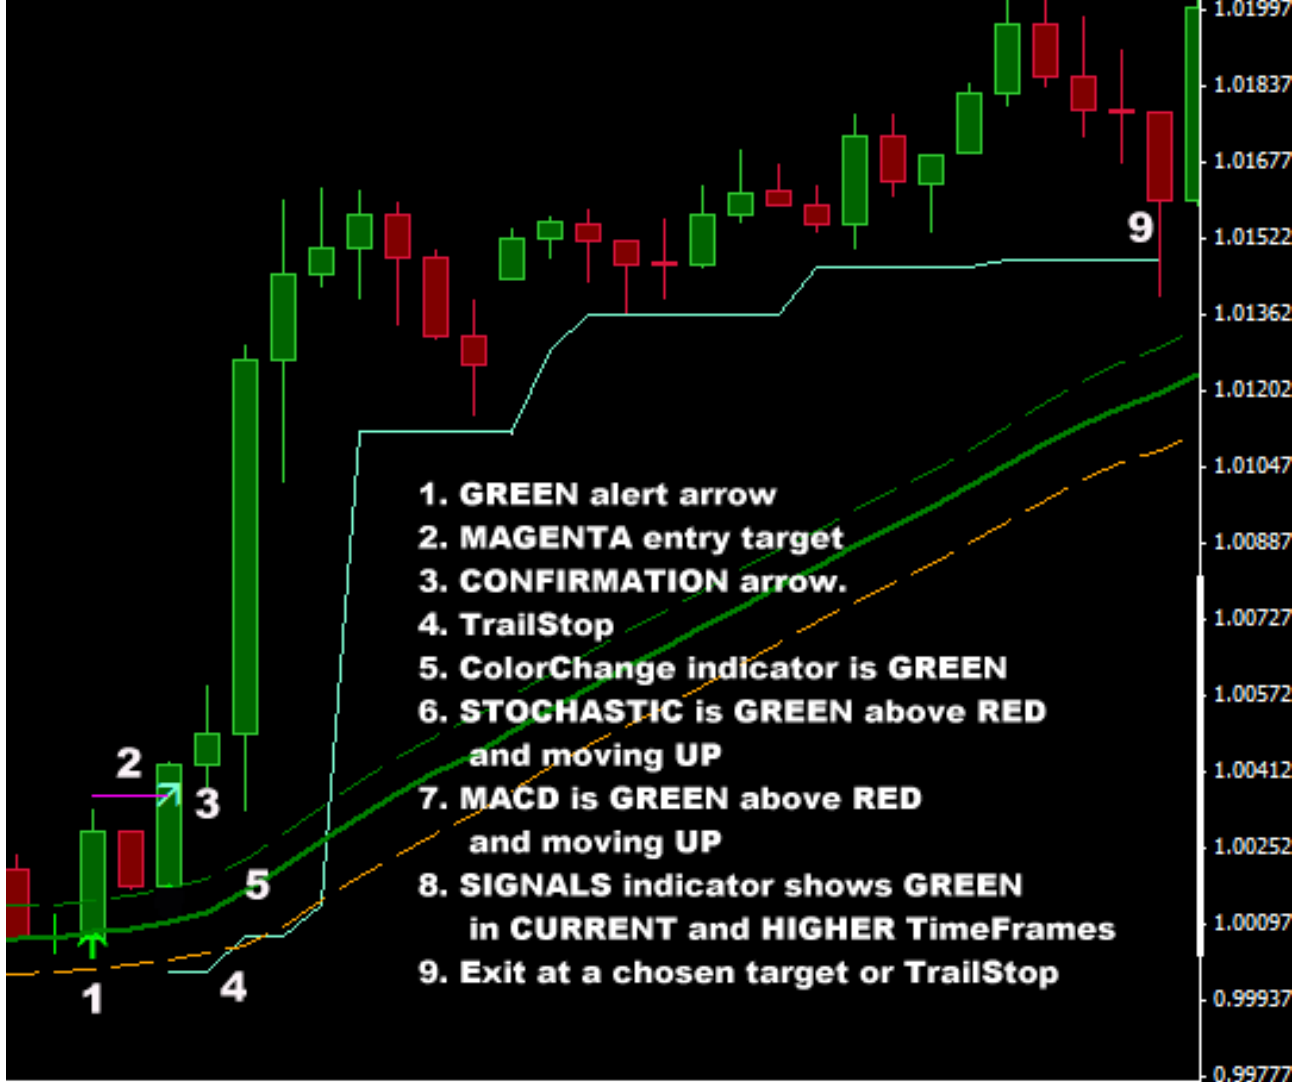 1.01997
1.01837
1.01677
9
1.01522
1.01362
1.01202
1.01047
1. GREEN alert arrow
2. MAGENTA entry target
1.00887
3. CONFIRMATION arrow.
4. TrailStop
1.00727
5. ColorChange indicator is GREEN
1.00572
6. STOCHASTIC is GREEN above RED
and moving UP
2
1.00412
3
7. MACD is GREEN above RED
and moving UP
1.00252
5
8. SIGNALS indicator shows GREEN
in CURRENT and HIGHER TimeFrames
1.00097
9. Exit at a chosen target or TrailStop
4
1
0.99937
0.99777